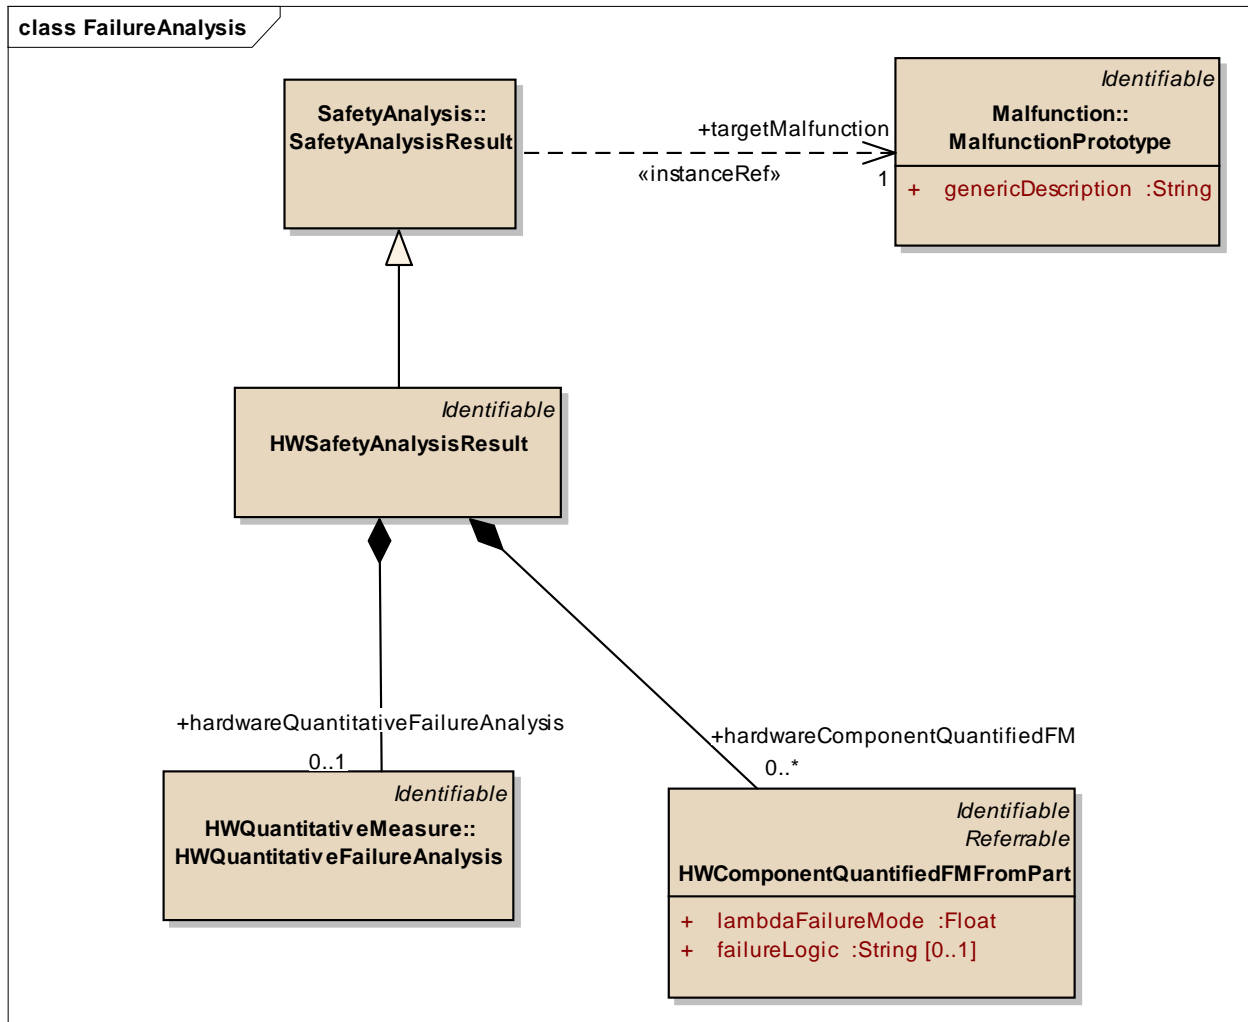 class FailureAnalysis
SafetyAnalysis::
SafetyAnalysisResult
+targetMalfunction
«instanceRef»
1
Identifiable
Malfunction::
MalfunctionPrototype
+ genericDescription :String
Identifiable
HWSafetyAnalysisResult
+hardwareQuantitativeFailureAnalysis
0..1
+hardwareComponentQuantifiedFM
0..*
Identifiable
HWQuantitativeMeasure::
HWQuantitativeFailureAnalysis
Identifiable
Referrable
HWComponentQuantifiedFMFromPart
+ lambdaFailureMode :Float
+ failureLogic :String [0..1]